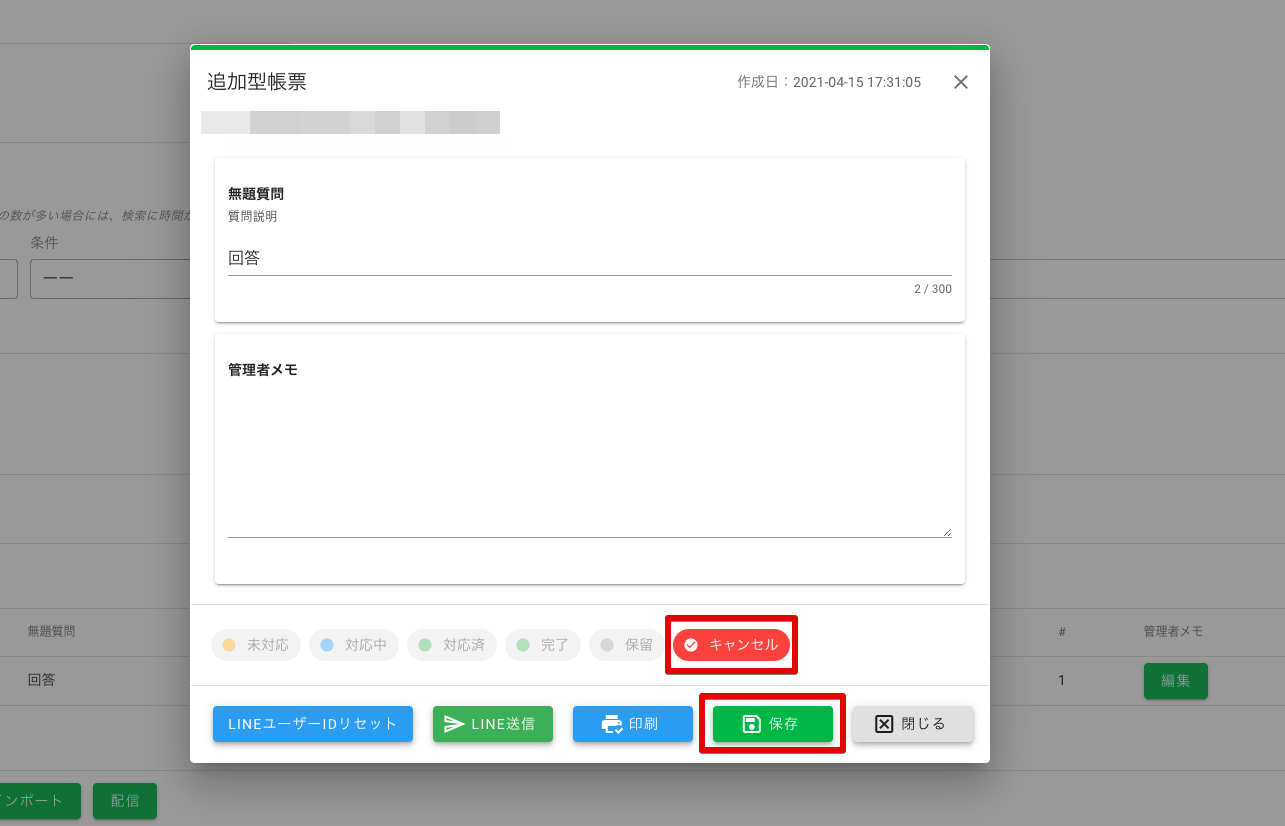 追加型帳票
作成日：2021-04-15 17:31:05
無題質問
質問説明
回答
2 / 300
管理者メモ
未対応
対応中
対応済
完了
保留
キャンセル
LINEユーザーIDリセット
LINE送信
印刷
保存
閉じる
の数が多い場合には、検索に時間が
条件
ーー
無題質問
#
管理者メモ
回答
1
編集
ンポート
配信